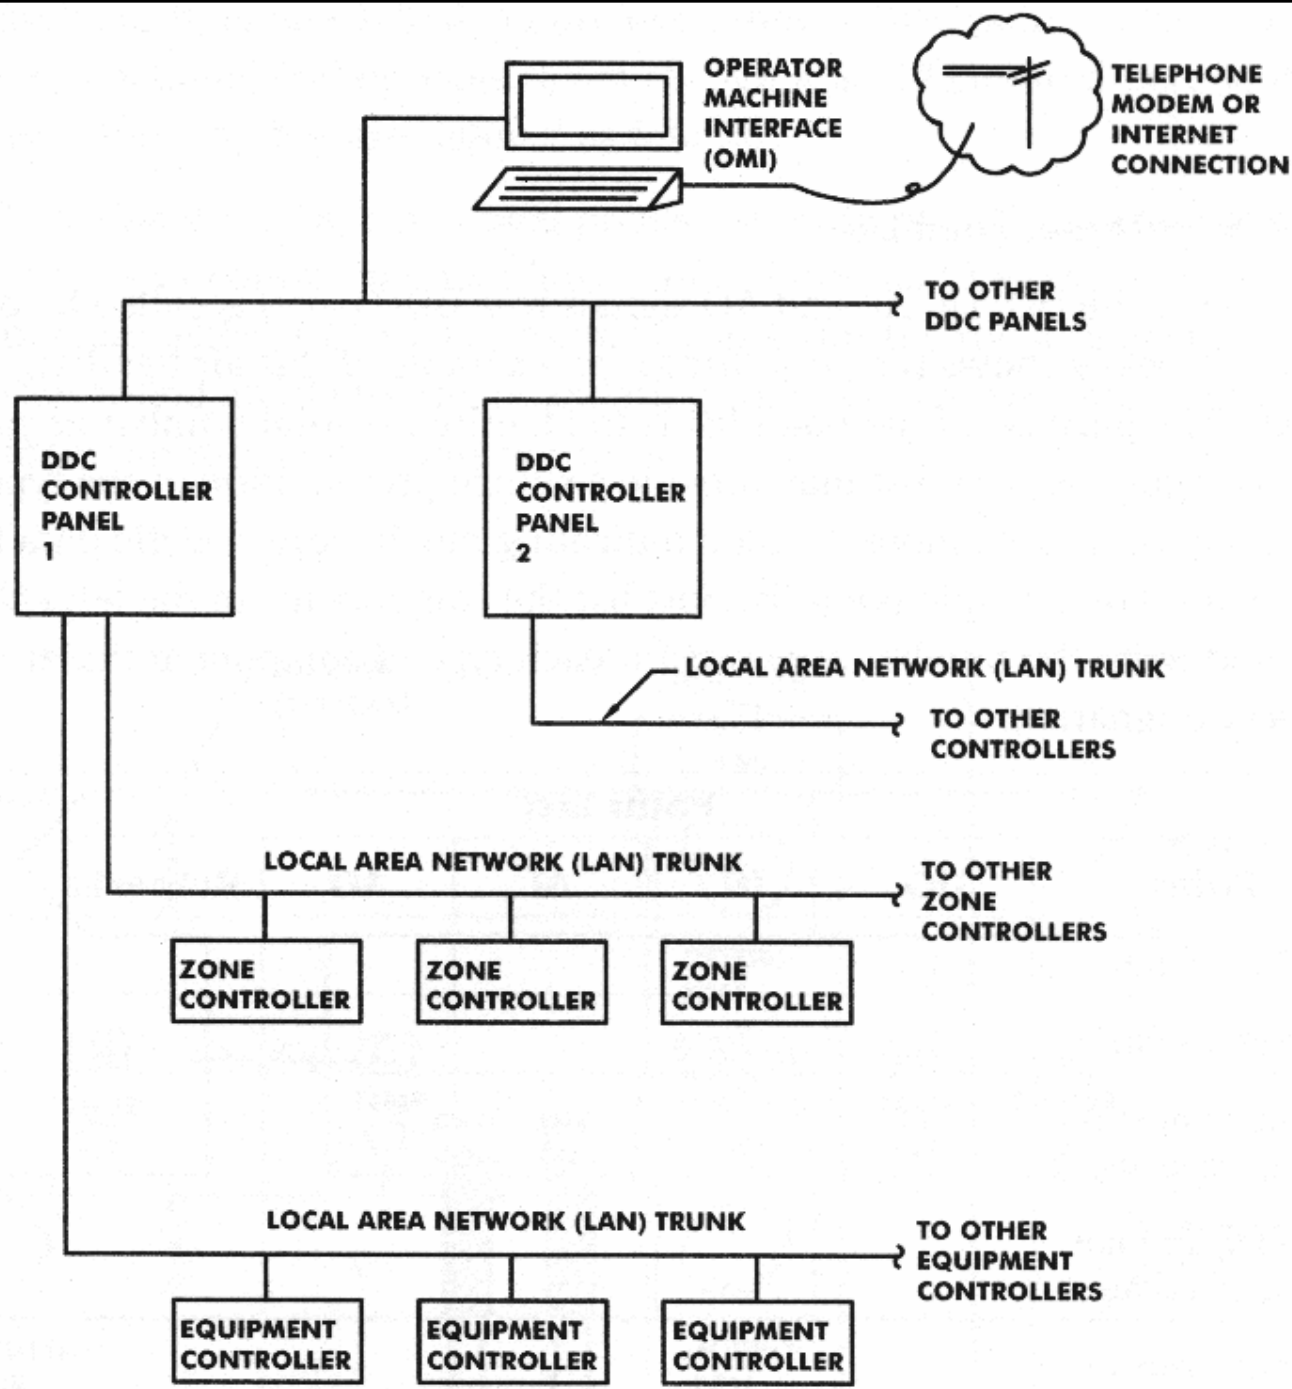 OPERATOR
MACHINE
INTERFACE
(OMI)
TELEPHONE
MODEM OR
INTERNET
CONNECTION
TO OTHER
DDC PANELS
DDC
CONTROLLER
PANEL
1
DDC
CONTROLLER
PANEL
2
LOCAL AREA NETWORK (LAN) TRUNK
TO OTHER
CONTROLLERS
LOCAL AREA NETWORK (LAN) TRUNK
TO OTHER
ZONE
CONTROLLERS
ZONE
CONTROLLER
ZONE
CONTROLLER
ZONE
CONTROLLER
LOCAL AREA NETWORK (LAN) TRUNK
TO OTHER
EQUIPMENT
CONTROLLERS
EQUIPMENT
CONTROLLER
EQUIPMENT
CONTROLLER
EQUIPMENT
CONTROLLER